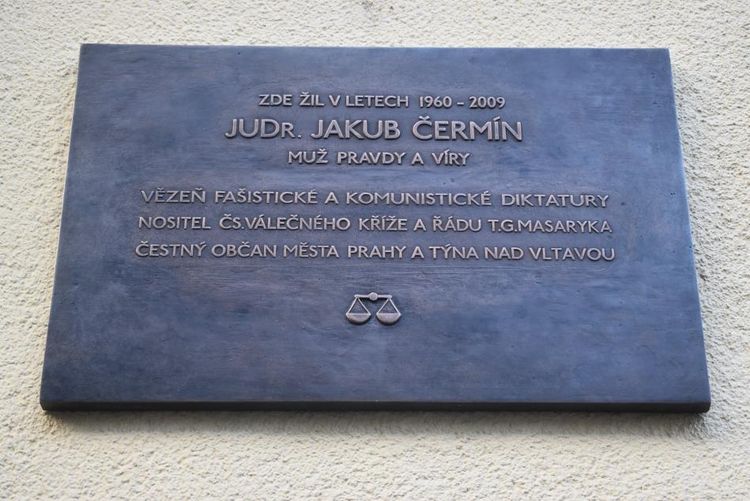 ZDE ŽIL V LETECH 1960 – 2009
JUDR. JAKUB ČERMÍN
MUŽ PRAVDY A VÍRY
VĚZEŇ FAŠISTICKÉ A KOMUNISTICKÉ DIKTATURY
NOSITEL ČS.VÁLEČNÉHO KŘÍŽE A ŘÁDU T.G.MASARYKA
ČESTNÝ OBČAN MĚSTA PRAHY A TÝNA NAD VLTAVOU